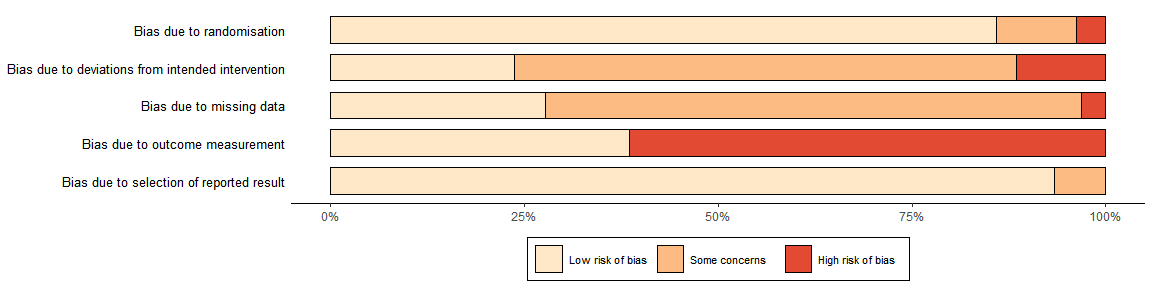 Bias due to randomisation
Bias due to deviations from intended intervention
Bias due to missing data
Bias due to outcome measurement
Bias due to selection of reported result
0% 25% 50% 75% 100%
Low risk of bias Some concerns High risk of bias